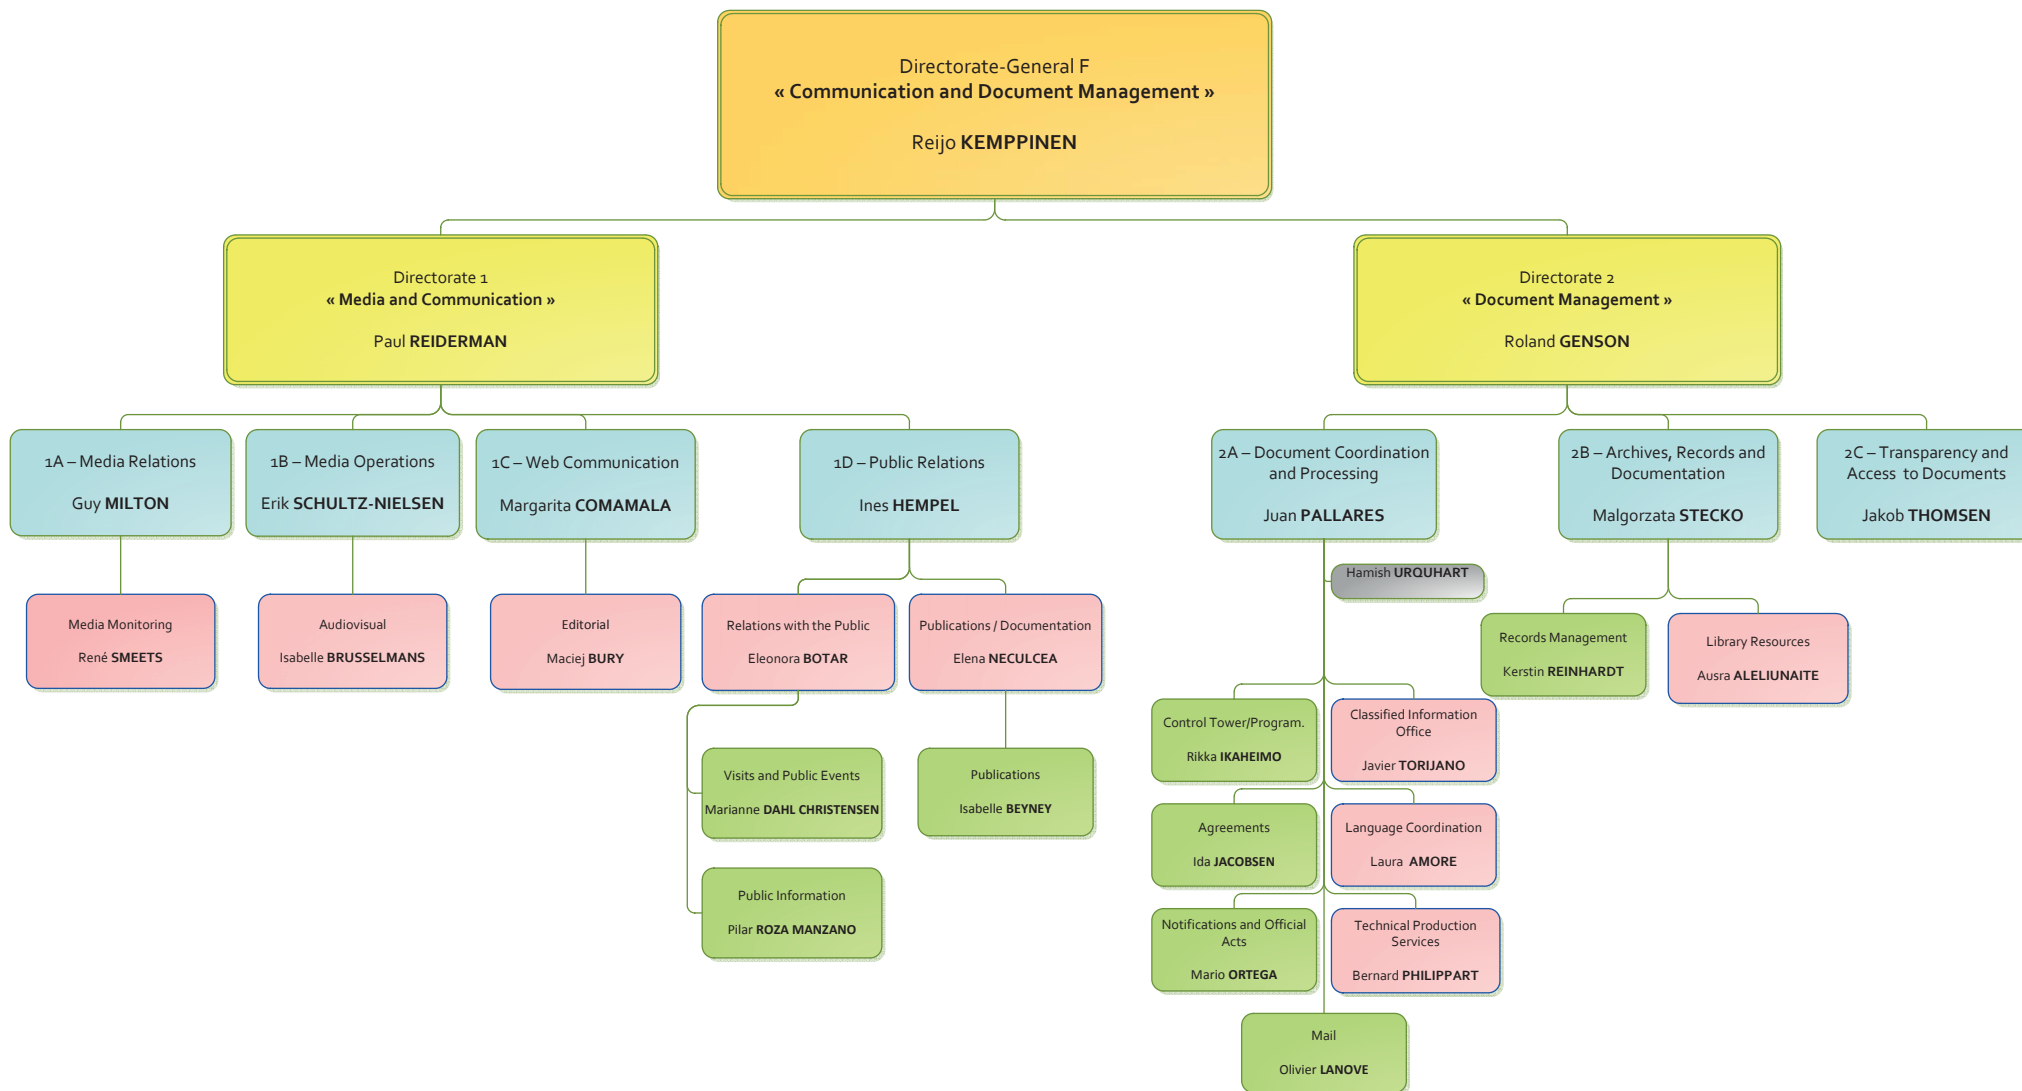 Directorate-General F
« Communication and Document Management »
Reijo KEMPPINEN
Directorate 1
« Media and Communication »
Paul REIDERMAN
Directorate 2
« Document Management »
Roland GENSON
1A – Media Relations
Guy MILTON
1B – Media Operations
Erik SCHULTZ-NIELSEN
1C – Web Communication
Margarita COMAMALA
1D – Public Relations
Ines HEMPEL
2A – Document Coordination
and Processing
Juan PALLARES
2B – Archives, Records and
Documentation
Malgorzata STECKO
2C – Transparency and
Access to Documents
Jakob THOMSEN
Hamish URQUHART
Media Monitoring
René SMEETS
Audiovisual
Isabelle BRUSSELMANS
Editorial
Maciej BURY
Relations with the Public
Eleonora BOTAR
Publications / Documentation
Elena NECULCEA
Records Management
Kerstin REINHARDT
Library Resources
Ausra ALELIUNAITE
Control Tower/Program.
Rikka IKAHEIMO
Classified Information
Office
Javier TORIJANO
Visits and Public Events
Marianne DAHL CHRISTENSEN
Publications
Isabelle BEYNEY
Agreements
Ida JACOBSEN
Language Coordination
Laura AMORE
Public Information
Pilar ROZA MANZANO
Notifications and Official
Acts
Mario ORTEGA
Technical Production
Services
Bernard PHILIPPART
Mail
Olivier LANOVE